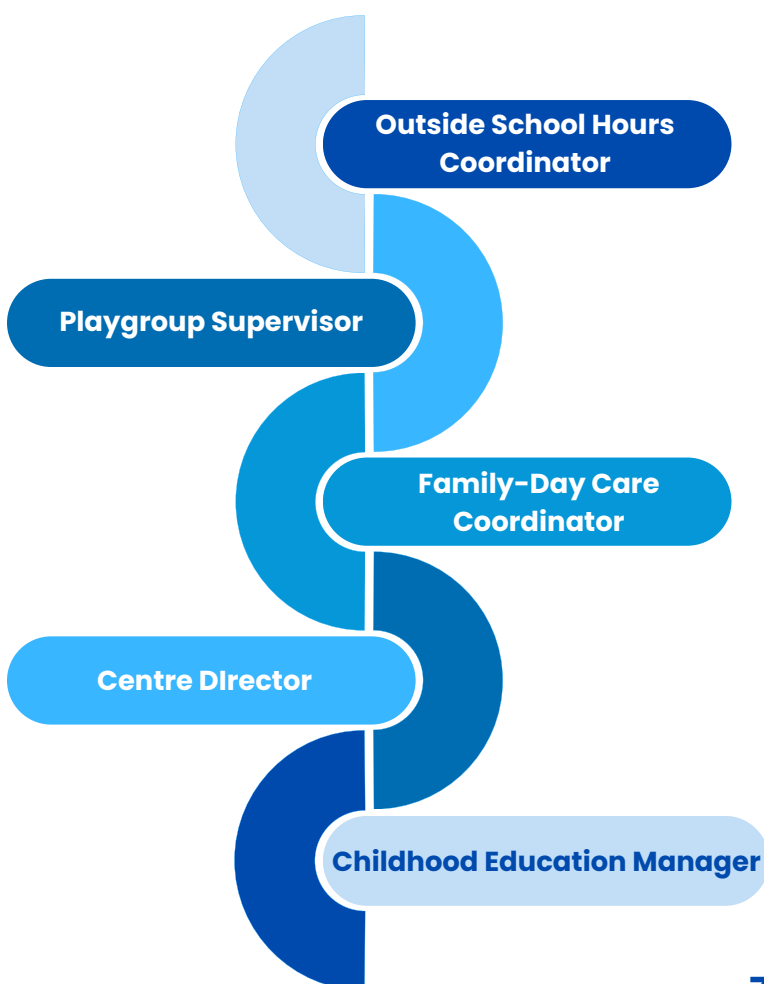 Outside School Hours
Coordinator
Playgroup Supervisor
Family-Day Care
Coordinator
Centre DIrector
Childhood Education Manager